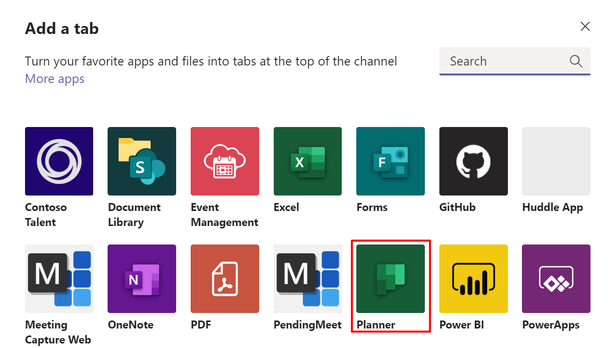 Add a tab
Turn your favorite apps and files into tabs at the top of the channel
More apps
Search
Contoso Talent
Document Library
Event Management
Excel
Forms
GitHub
Huddle App
Meeting Capture Web
OneNote
PDF
PendingMeet
Planner
Power BI
PowerApps